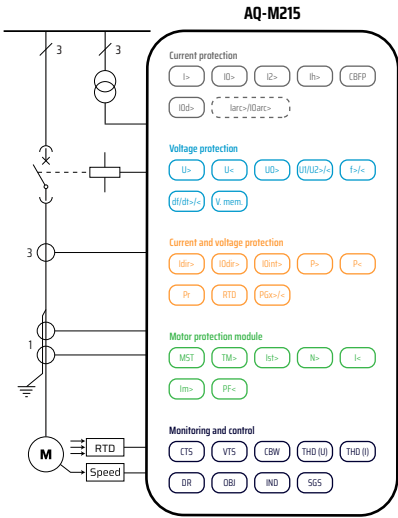 AQ-M215
3
3
Current protection
I> I0> I2> Ih> CBFP
I0d> Iarc>/I0arc>
Voltage protection
U> U< U0> U1/U2>/< f>/<
df/dt>/< V. mem.
3
Current and voltage protection
Idir> I0dir> I0int> P> P<
Pr RTD PGx>/<
1
Motor protection module
MST TM> Ist> N> I<
Im> PF<
Monitoring and control
CTS VTS CBW THD (U) THD (I)
DR OBJ IND SGS
M
RTD
Speed